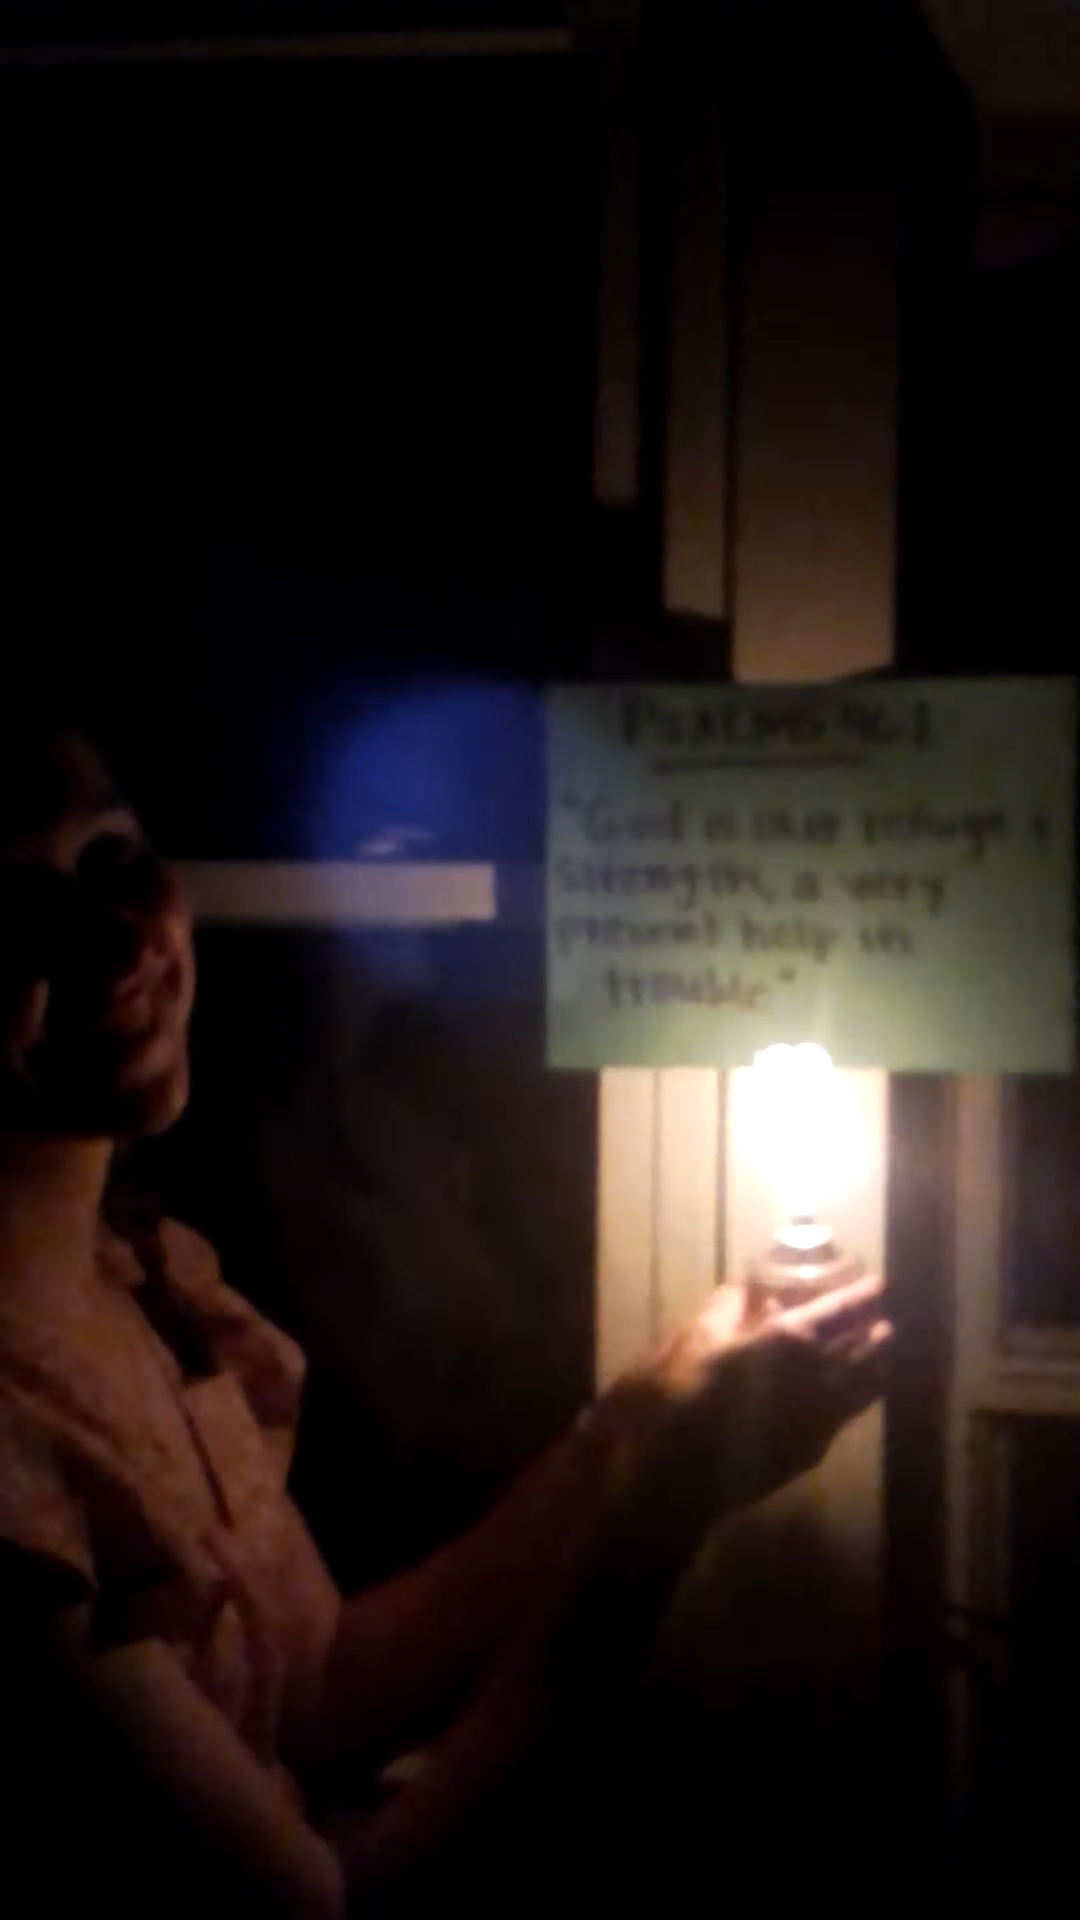 PSALMS 46:1
"God is our refuge &
strength, a very
present help in
trouble"